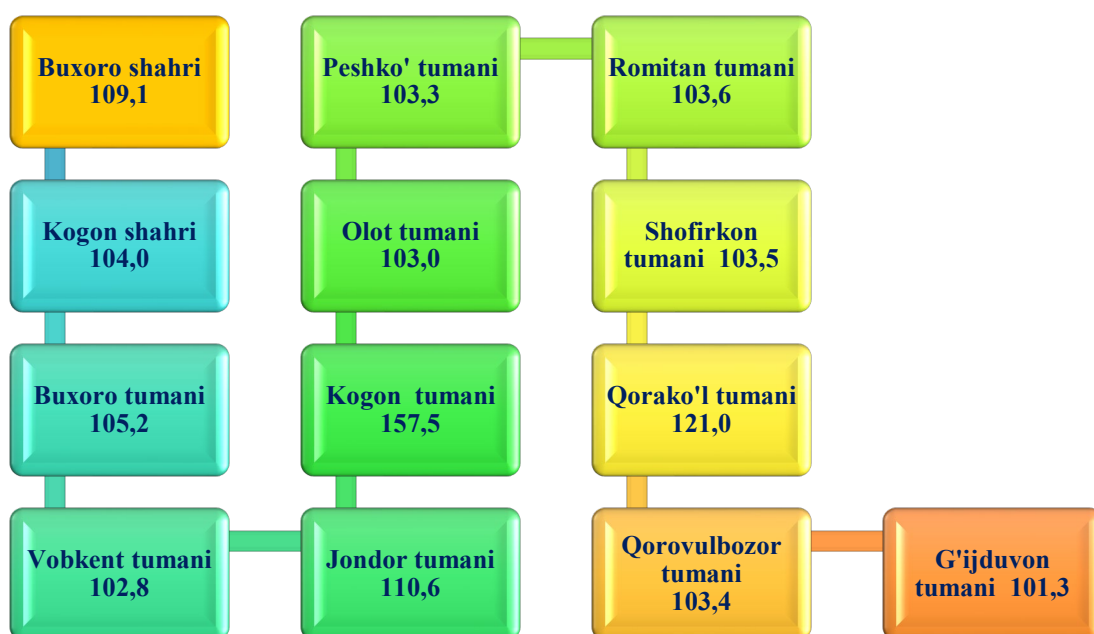 Buxoro shahri
109,1
Kogon shahri
104,0
Buxoro tumani
105,2
Vobkent tumani
102,8
Jondor tumani
110,6
Kogon  tumani
157,5
Olot tumani
103,0
Peshko' tumani
103,3
Romitan tumani
103,6
Shofirkon
tumani  103,5
Qorako'l tumani
121,0
Qorovulbozor
tumani
103,4
G'ijduvon
tumani  101,3